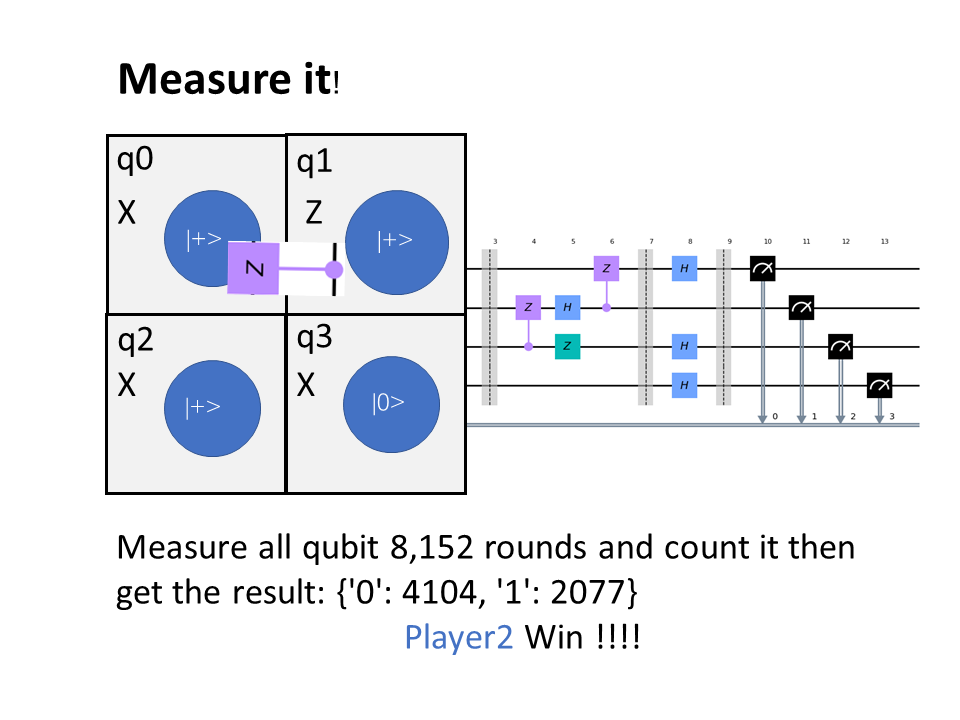 Measure it!
q0
q1
X
Z
|+>
|+>
Z
q2
q3
X
X
|+>
|0>
3 4 5 6 7 8 9 10 11 12 13
Z H
Z H
Z H
H
0 1 2 3
Measure all qubit 8,152 rounds and count it then
get the result: {'0': 4104, '1': 2077}
Player2 Win !!!!